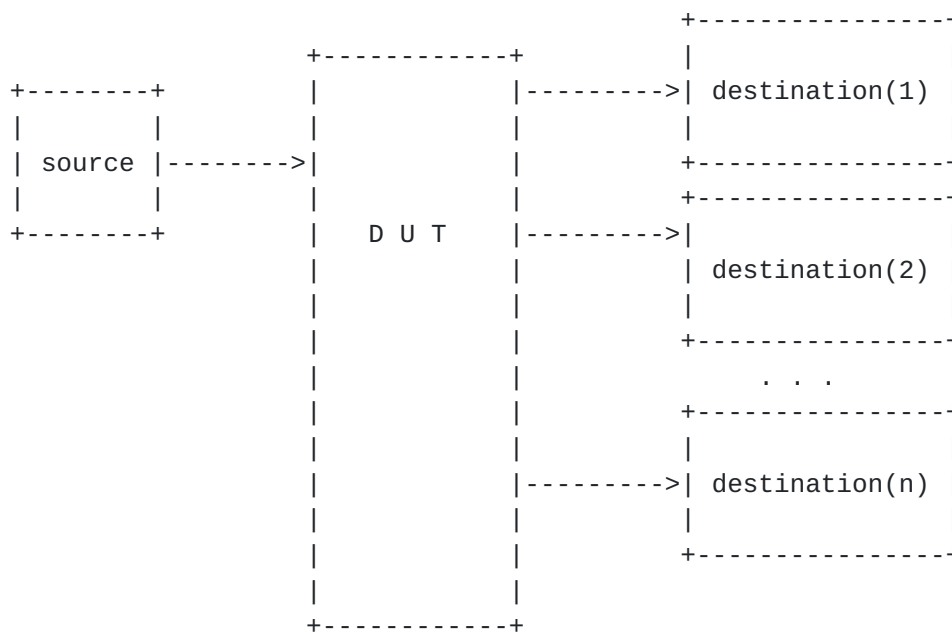 destination(1)
source
D U T
destination(2)
. . .
destination(n)